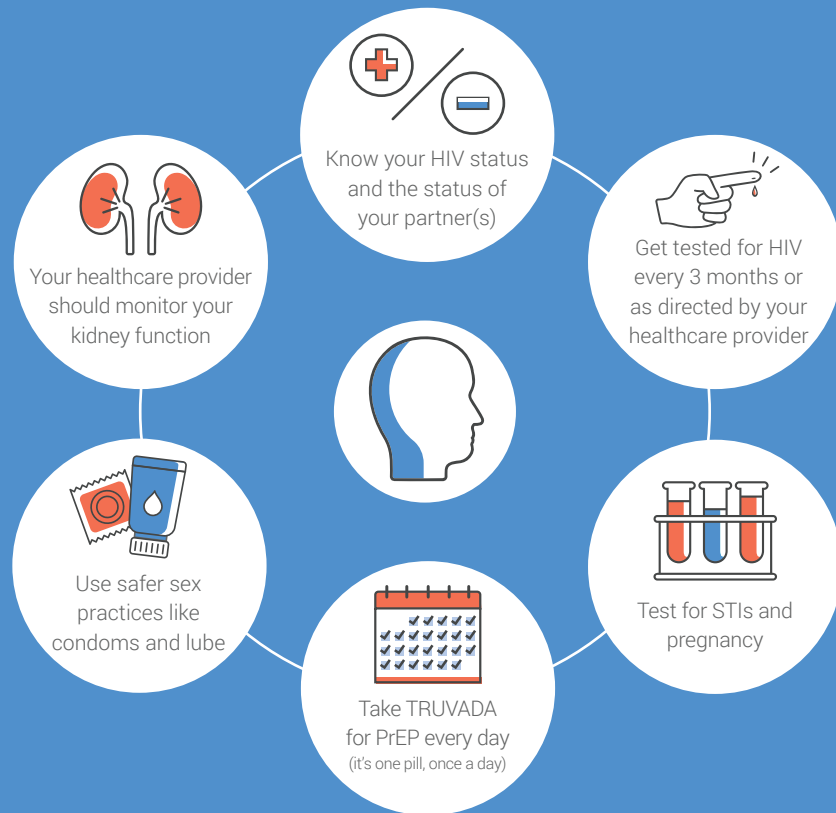 Know your HIV status
and the status of
your partner(s)
Get tested for HIV
every 3 months or
as directed by your
healthcare provider
Test for STIs and
pregnancy
Take TRUVADA
for PrEP every day
(it's one pill, once a day)
Use safer sex
practices like
condoms and lube
Your healthcare provider
should monitor your
kidney function